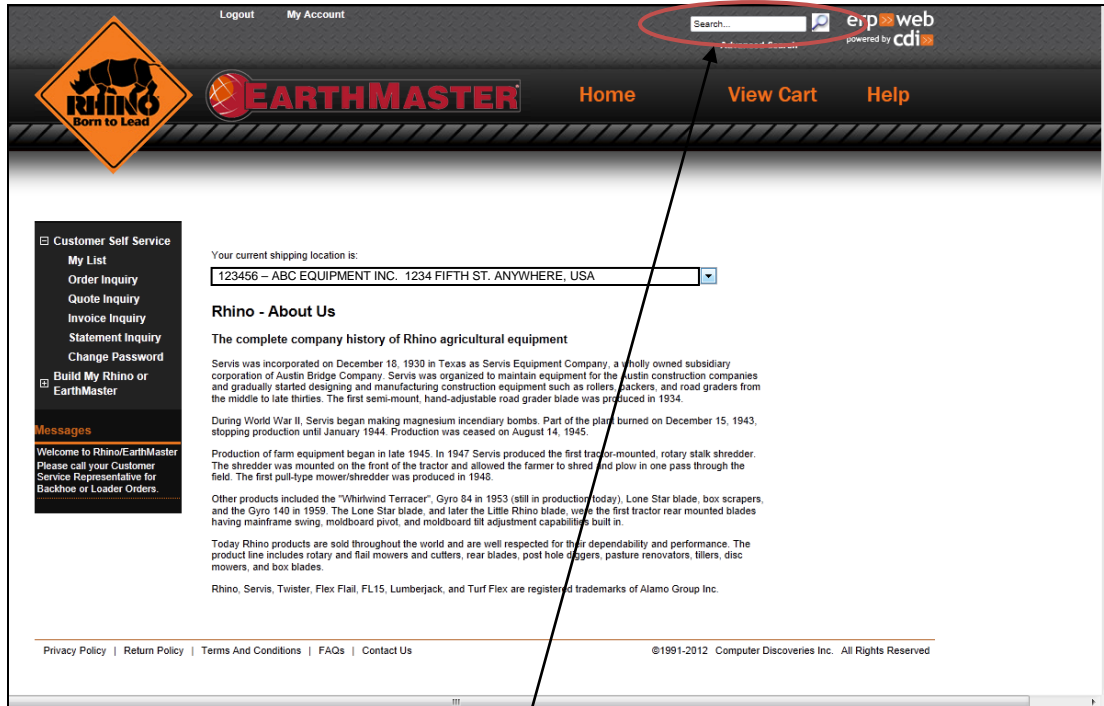 Logout My Account
Search...
Advanced Search
erp»web
powered by cdi»
RHINO
Born to Lead
EARTHMASTER
Home View Cart Help
Customer Self Service
My List
Order Inquiry
Quote Inquiry
Invoice Inquiry
Statement Inquiry
Change Password
Build My Rhino or
EarthMaster
Messages
Welcome to Rhino/EarthMaster
Please call your Customer
Service Representative for
Backhoe or Loader Orders.
Your current shipping location is:
123456 – ABC EQUIPMENT INC. 1234 FIFTH ST. ANYWHERE, USA
Rhino - About Us
The complete company history of Rhino agricultural equipment
Servis was incorporated on December 18, 1930 in Texas as Servis Equipment Company, a wholly owned subsidiary
corporation of Austin Bridge Company. Servis was organized to maintain equipment for the Austin construction companies
and gradually started designing and manufacturing construction equipment such as rollers, packers, and road graders from
the middle to late thirties. The first semi-mount, hand-adjustable road grader blade was produced in 1934.
During World War II, Servis began making magnesium incendiary bombs. Part of the plant burned on December 15, 1943,
stopping production until January 1944. Production was ceased on August 14, 1945.
Production of farm equipment began in late 1945. In 1947 Servis produced the first tractor-mounted, rotary stalk shredder.
The shredder was mounted on the front of the tractor and allowed the farmer to shred and plow in one pass through the
field. The first pull-type mower/shredder was produced in 1948.
Other products included the "Whirlwind Terracer", Gyro 84 in 1953 (still in production today), Lone Star blade, box scrapers,
and the Gyro 140 in 1959. The Lone Star blade, and later the Little Rhino blade, were the first tractor rear mounted blades
having mainframe swing, moldboard pivot, and moldboard tilt adjustment capabilities built in.
Today Rhino products are sold throughout the world and are well respected for their dependability and performance. The
product line includes rotary and flail mowers and cutters, rear blades, post hole diggers, pasture renovators, tillers, disc
mowers, and box blades.
Rhino, Servis, Twister, Flex Flail, FL15, Lumberjack, and Turf Flex are registered trademarks of Alamo Group Inc.
Privacy Policy | Return Policy | Terms And Conditions | FAQs | Contact Us ©1991-2012 Computer Discoveries Inc. All Rights Reserved